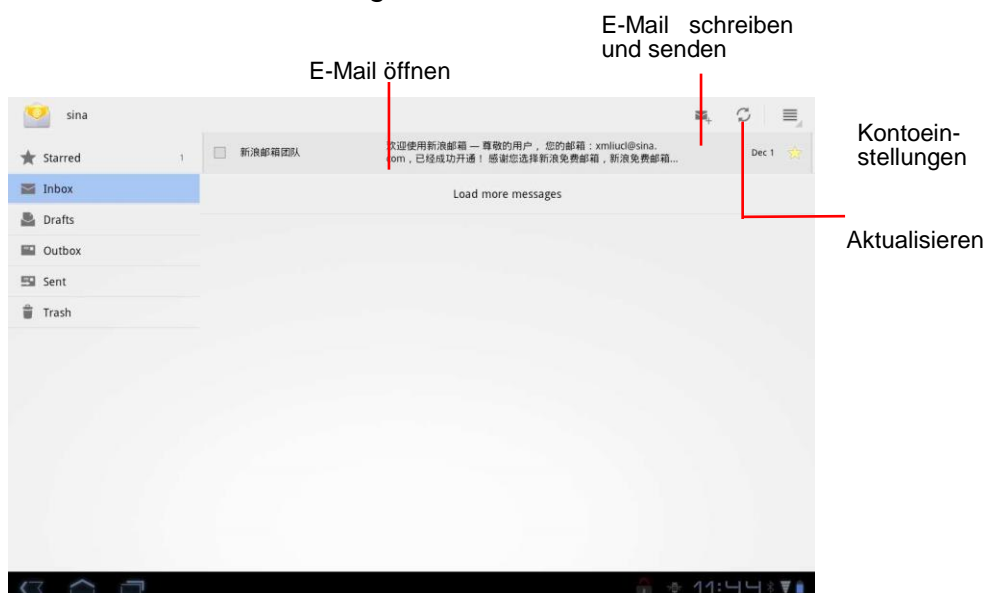 E-Mail schreiben
und senden
E-Mail öffnen
sina
Kontoein-
stellungen
Starred 1
新浪邮箱团队
欢迎使用新浪邮箱 — 尊敬的用户， 您的邮箱：xmliucl@sina.
com，已经成功开通！ 感谢您选择新浪免费邮箱，新浪免费邮箱...
Dec 1
Inbox
Load more messages
Drafts
Aktualisieren
Outbox
Sent
Trash
11:44